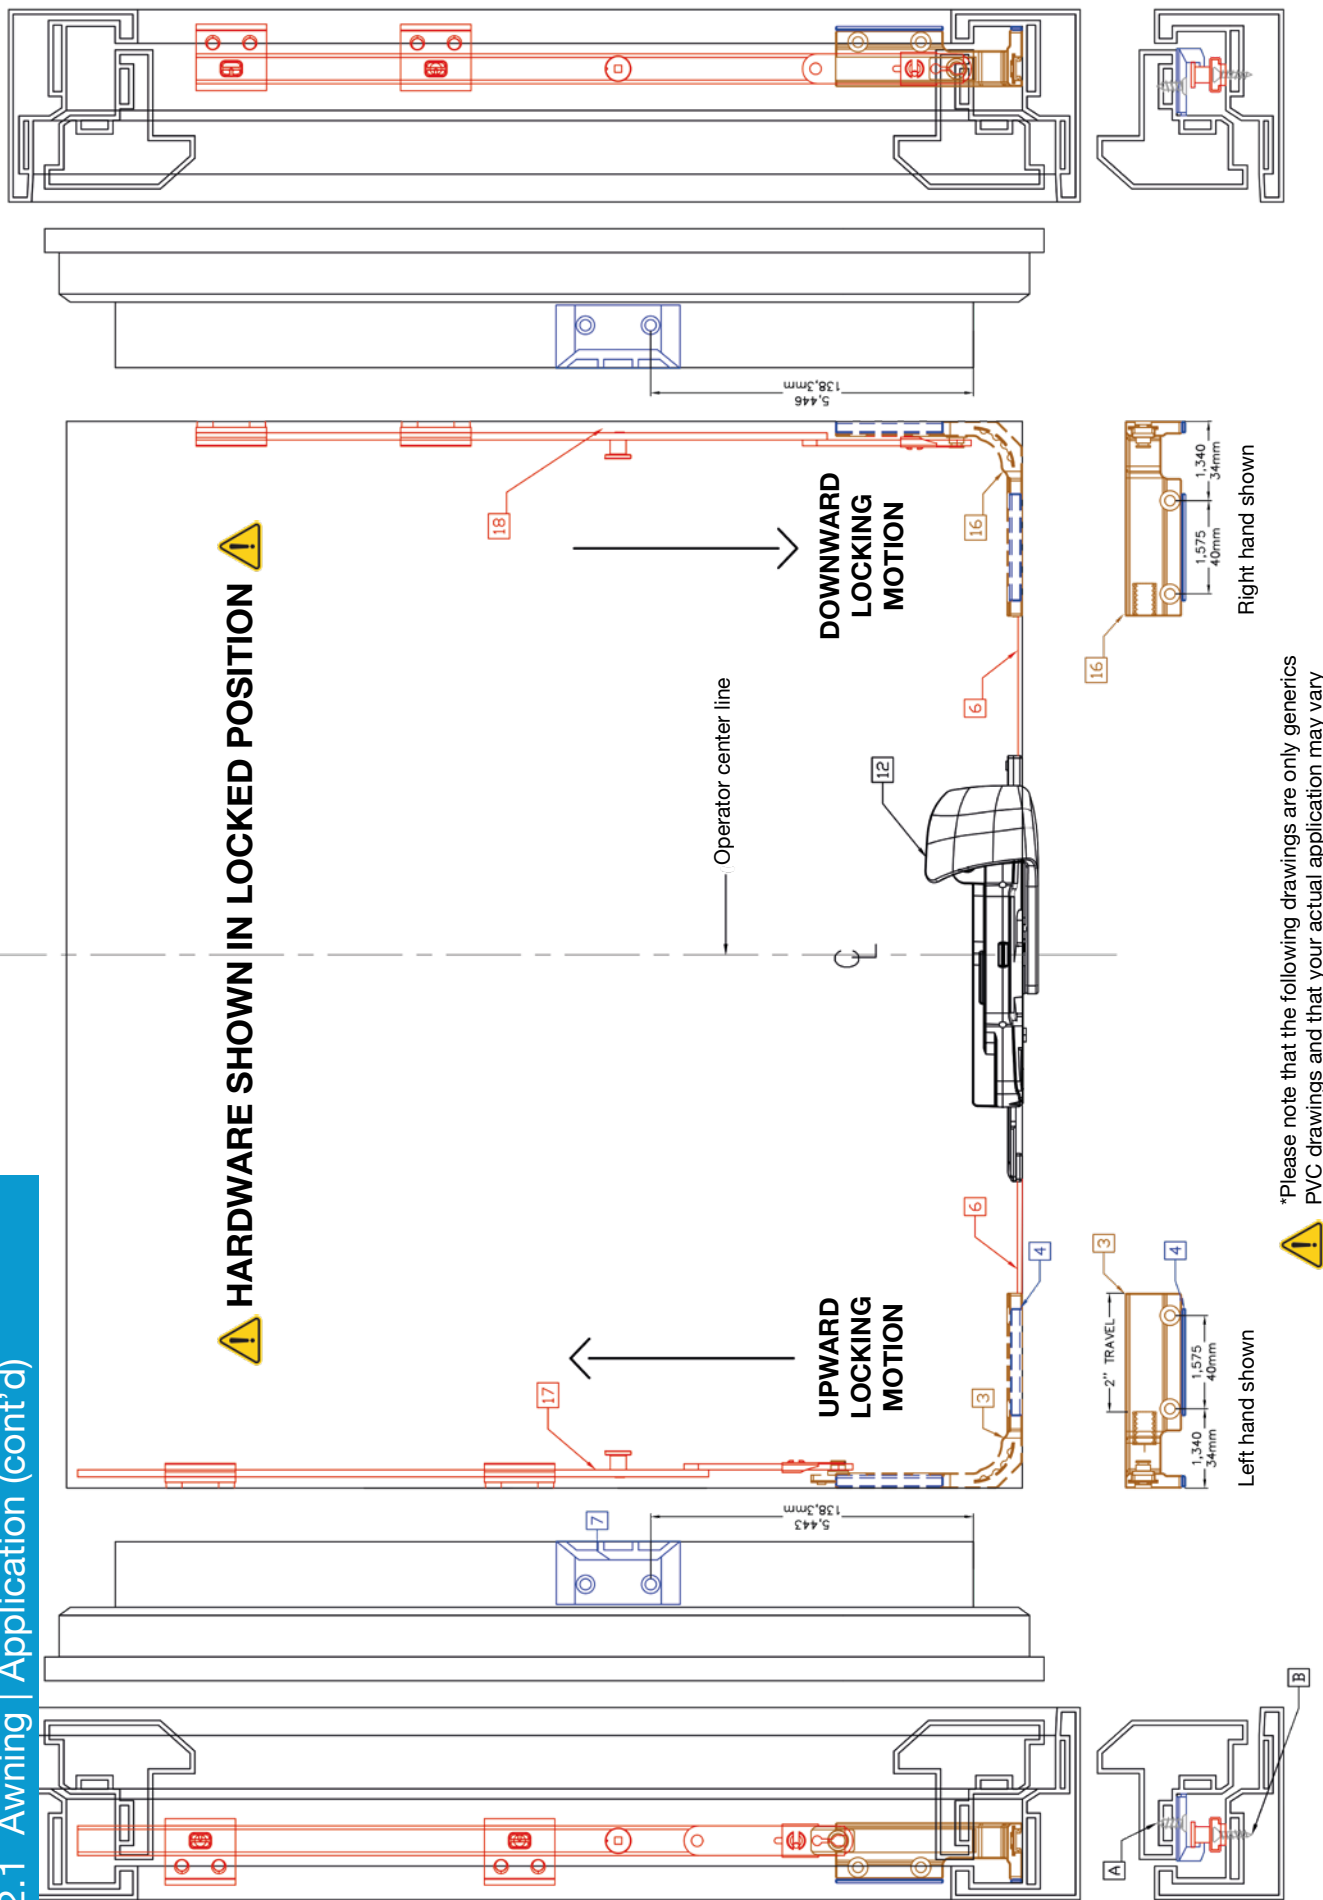 2.1 Awning | Application (cont'd)
HARDWARE SHOWN IN LOCKED POSITION
17
18
UPWARD
LOCKING
MOTION
DOWNWARD
LOCKING
MOTION
Operator center line
CL
12
7
5,443
138,3mm
5,446
138,3mm
3
6
4
6
16
A
B
3
2" TRAVEL
4
1,340
34mm
1,575
40mm
Left hand shown
16
1,575
40mm
1,340
34mm
Right hand shown
*Please note that the following drawings are only generics
PVC drawings and that your actual application may vary